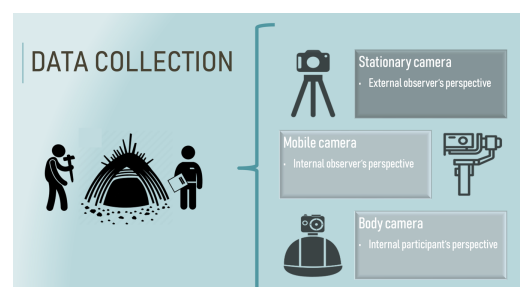 DATA COLLECTION
Stationary camera
• External observer's perspective
Mobile camera
• Internal observer's perspective
Body camera
• Internal participant's perspective